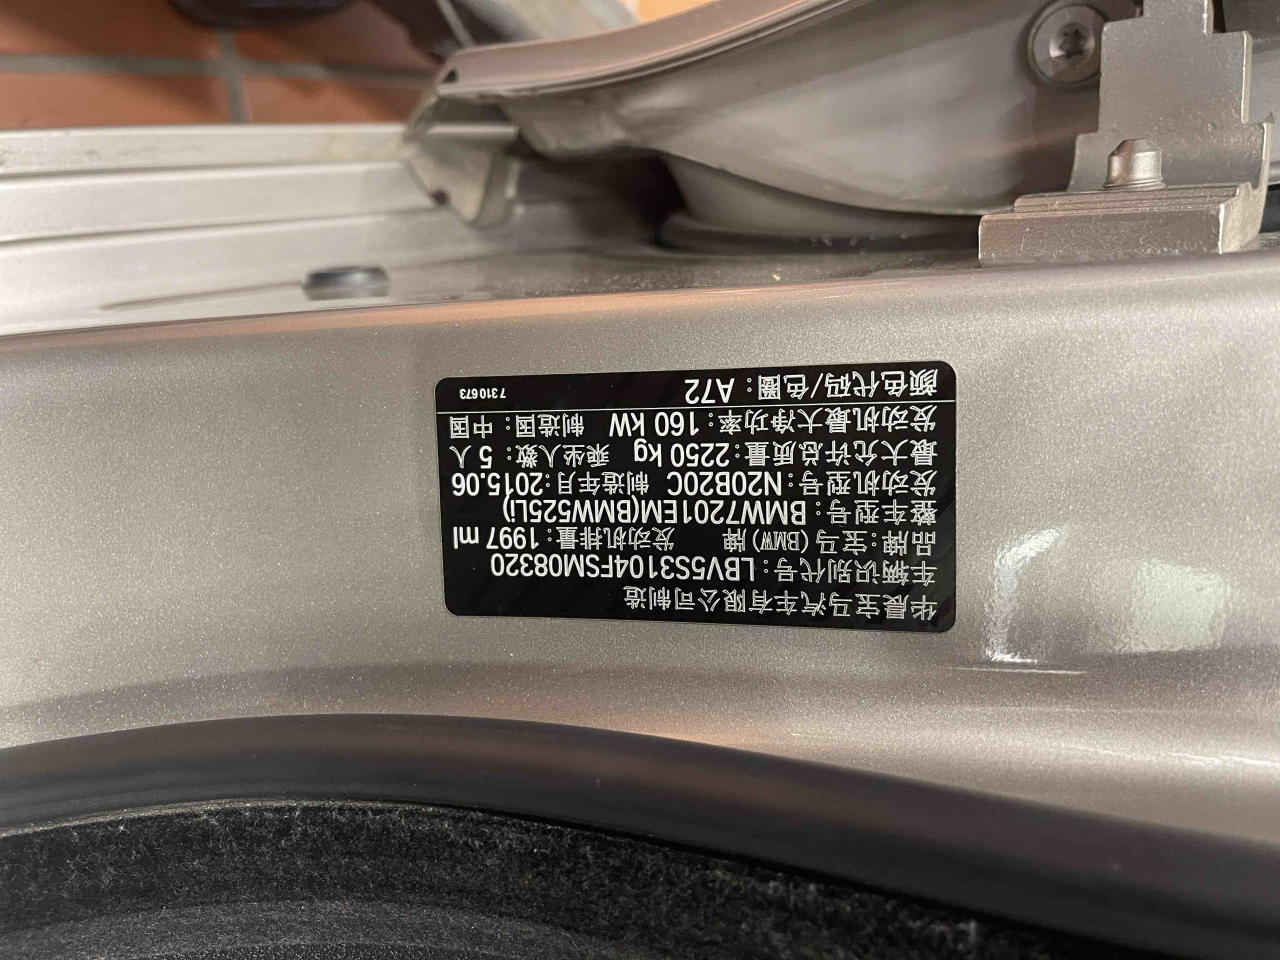 华晨宝马汽车有限公司制造
车辆识别代号：LBV5S3104FSM08320
品牌：宝马(BMW)牌 发动机排量：1997 ml
整车型号：BMW7201EM(BMW525Li)
发动机型号：N20B20C 制造年月：2015.06
最大允许总质量：2250 kg 乘坐人数：5 人
发动机最大净功率：160 kW 制造国：中国
颜色代码/色圈：A72 7310673